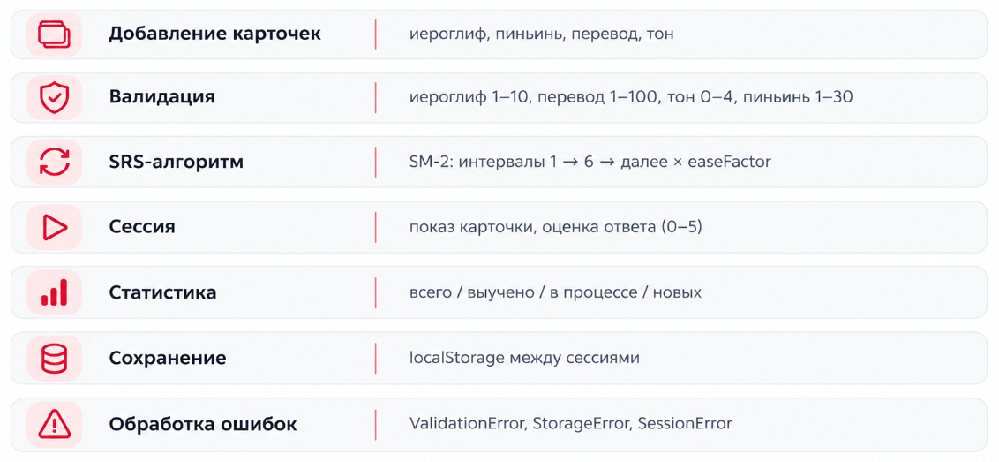 Добавление карточек
иероглиф, пиньинь, перевод, тон
Валидация
иероглиф 1–10, перевод 1–100, тон 0–4, пиньинь 1–30
SRS-алгоритм
SM-2: интервалы 1 → 6 → далее × easeFactor
Сессия
показ карточки, оценка ответа (0–5)
Статистика
всего / выучено / в процессе / новых
Сохранение
localStorage между сессиями
Обработка ошибок
ValidationError, StorageError, SessionError